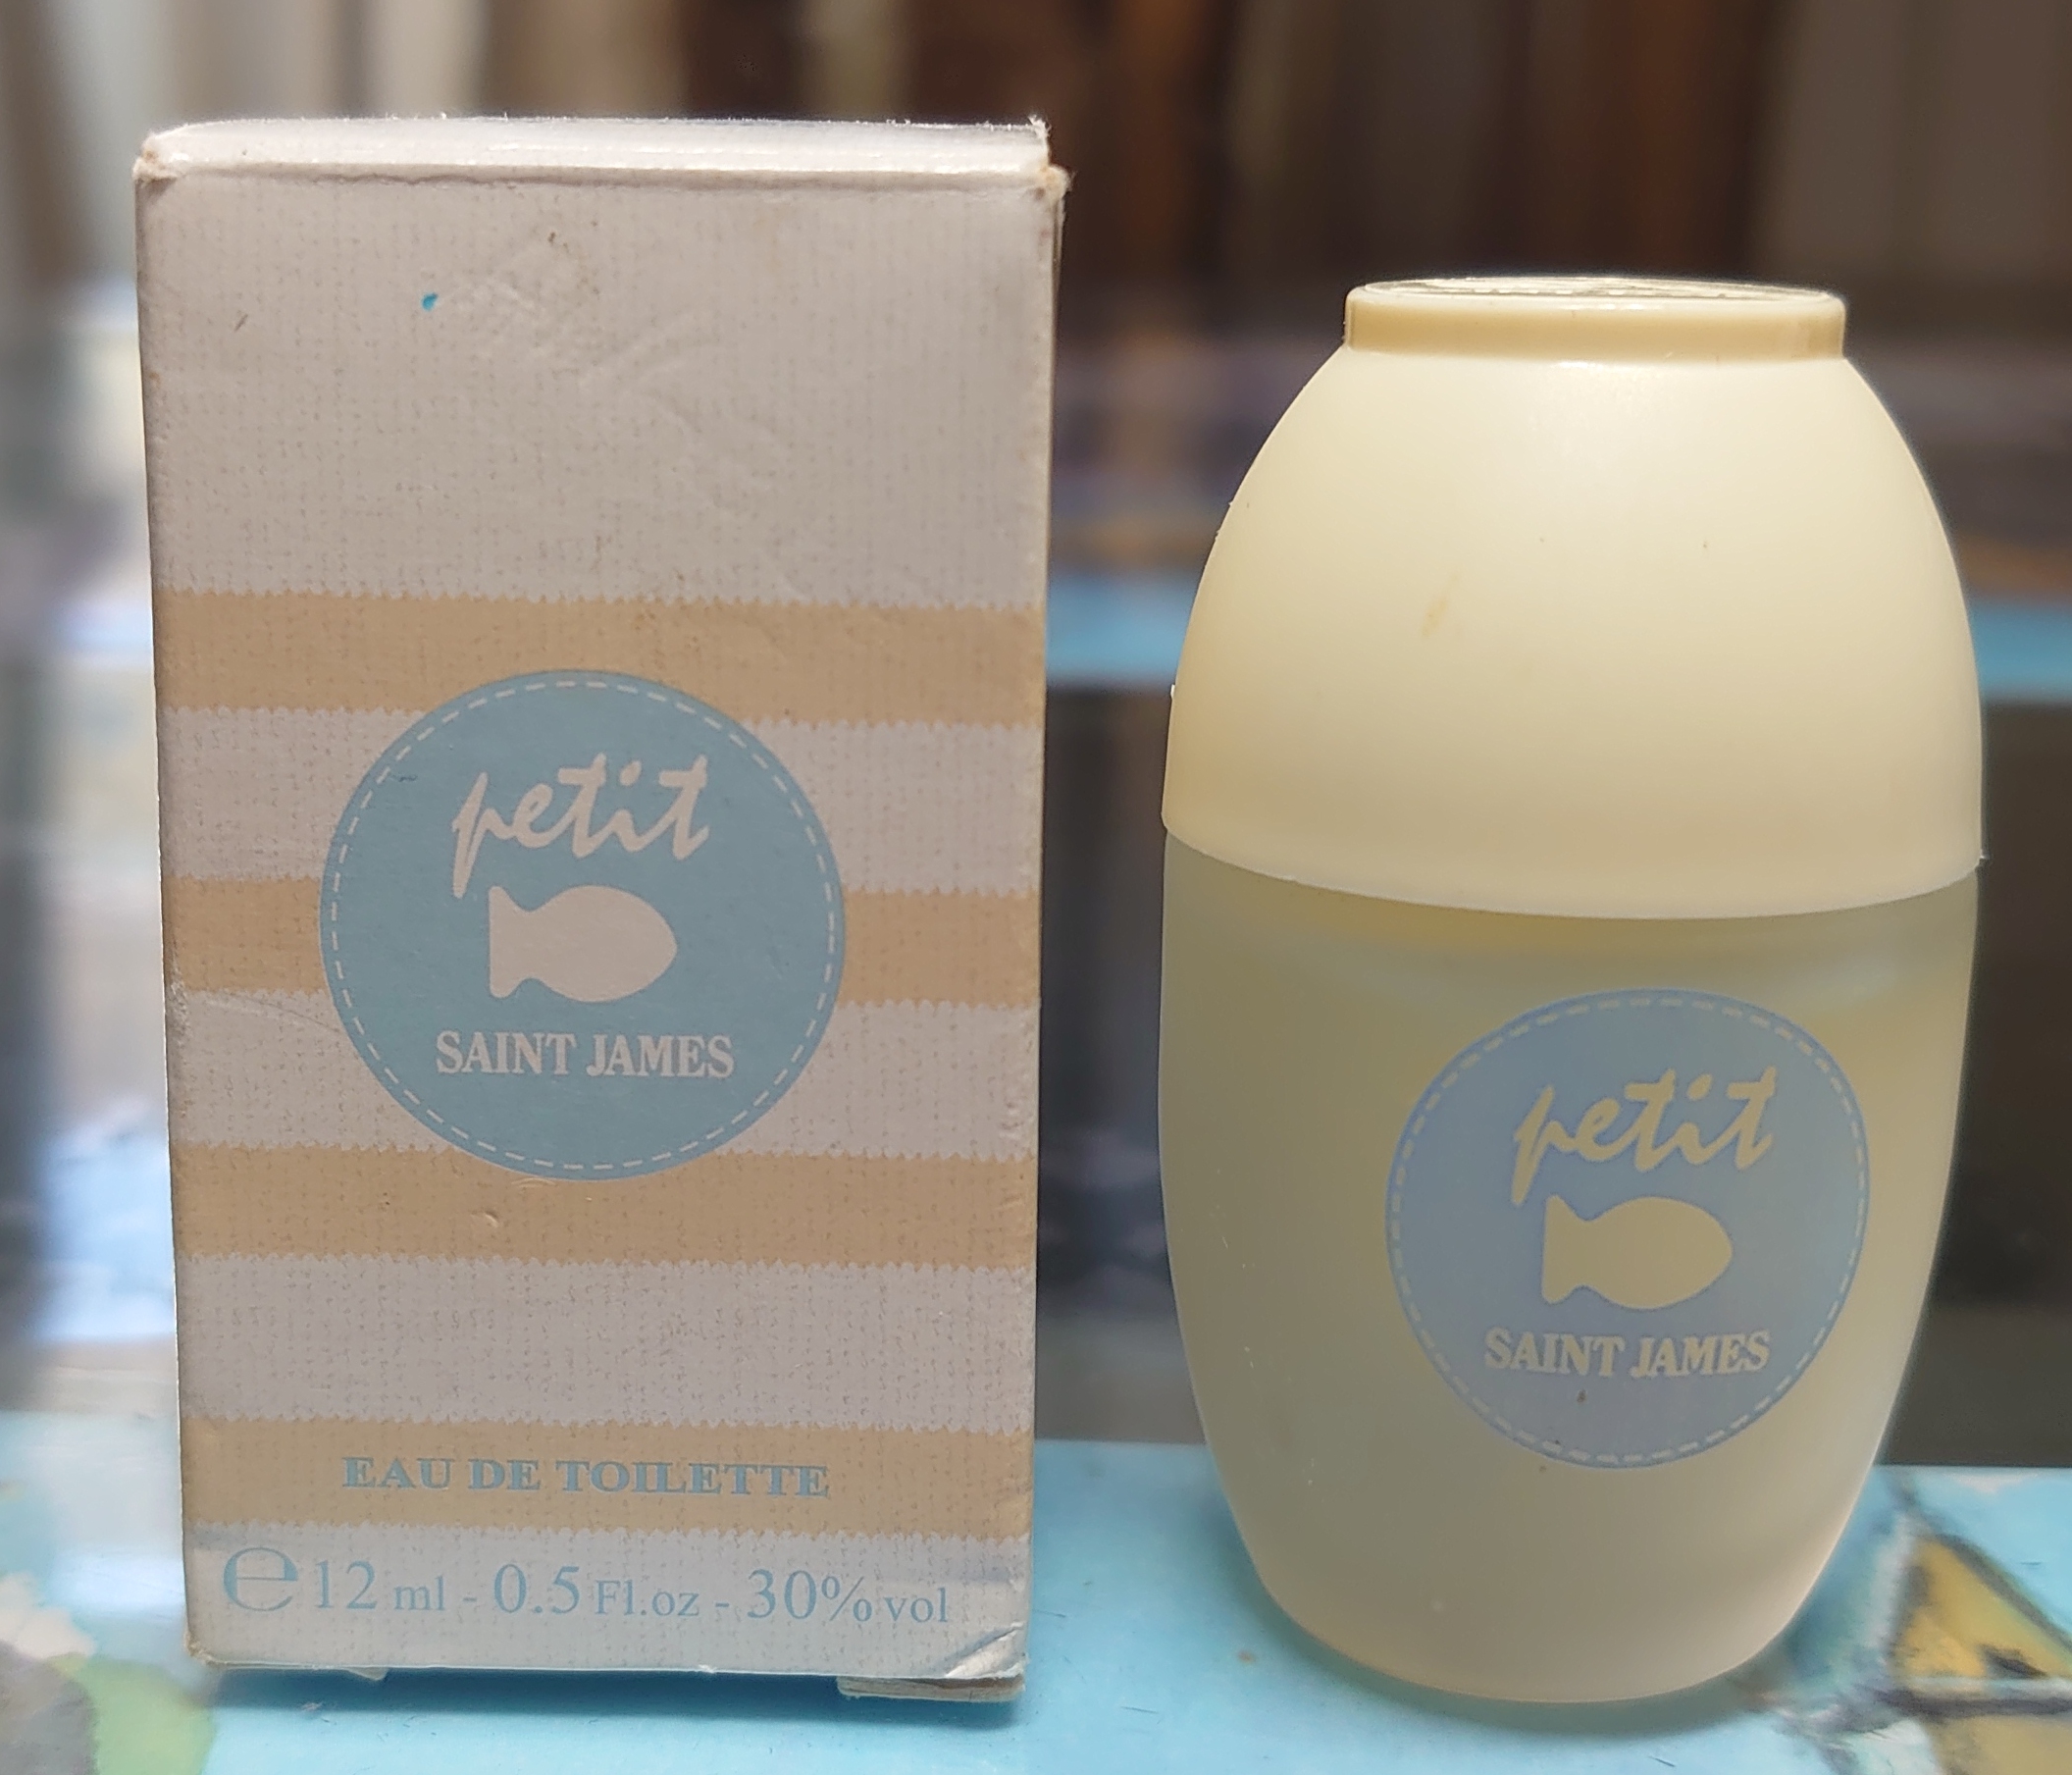 petit
SAINT JAMES
EAU DE TOILETTE
℮ 12 ml - 0.5 Fl.oz - 30% vol
petit
SAINT JAMES